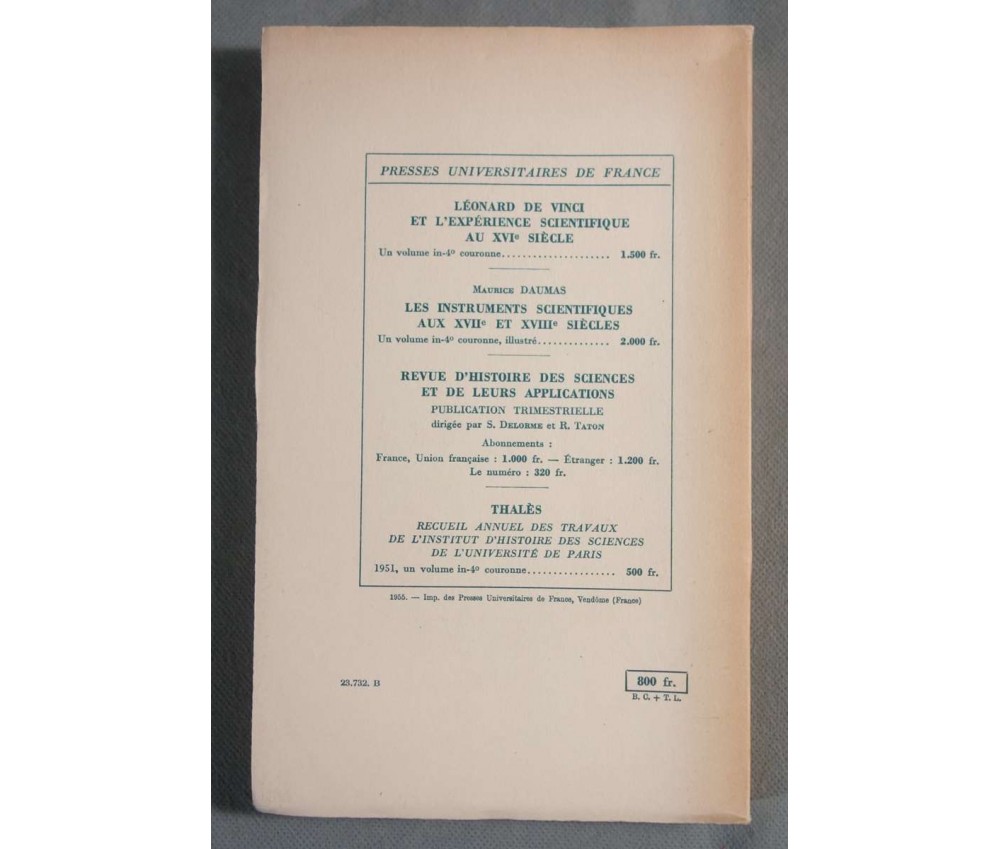 PRESSES UNIVERSITAIRES DE FRANCE
LÉONARD DE VINCI
ET L'EXPÉRIENCE SCIENTIFIQUE
AU XVIe SIÈCLE
Un volume in-4º couronne..................... 1.500 fr.
Maurice DAUMAS
LES INSTRUMENTS SCIENTIFIQUES
AUX XVIIe ET XVIIIe SIÈCLES
Un volume in-4º couronne, illustré.............. 2.000 fr.
REVUE D'HISTOIRE DES SCIENCES
ET DE LEURS APPLICATIONS
PUBLICATION TRIMESTRIELLE
dirigée par S. Delorme et R. Taton
Abonnements :
France, Union française : 1.000 fr. — Étranger : 1.200 fr.
Le numéro : 320 fr.
THALÈS
RECUEIL ANNUEL DES TRAVAUX
DE L'INSTITUT D'HISTOIRE DES SCIENCES
DE L'UNIVERSITÉ DE PARIS
1951, un volume in-4º couronne................. 500 fr.
1955. — Imp. des Presses Universitaires de France, Vendôme (France)
23.732. B
800 fr.
B. C. + T. L.